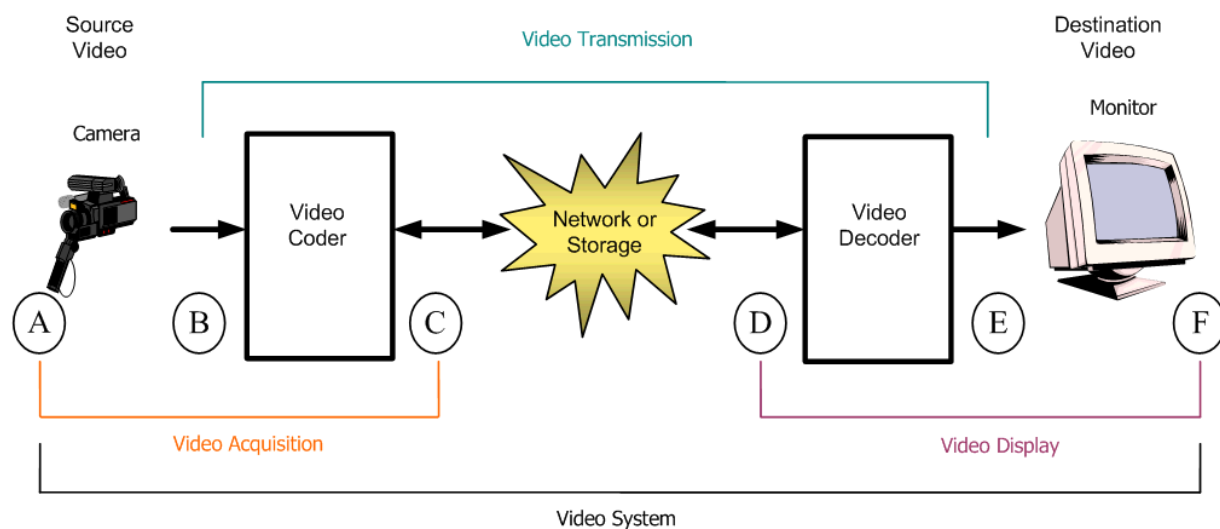 Source
Video
Video Transmission
Destination
Video
Camera
Monitor
Video
Coder
Network or
Storage
Video
Decoder
A
B
C
D
E
F
Video Acquisition
Video Display
Video System